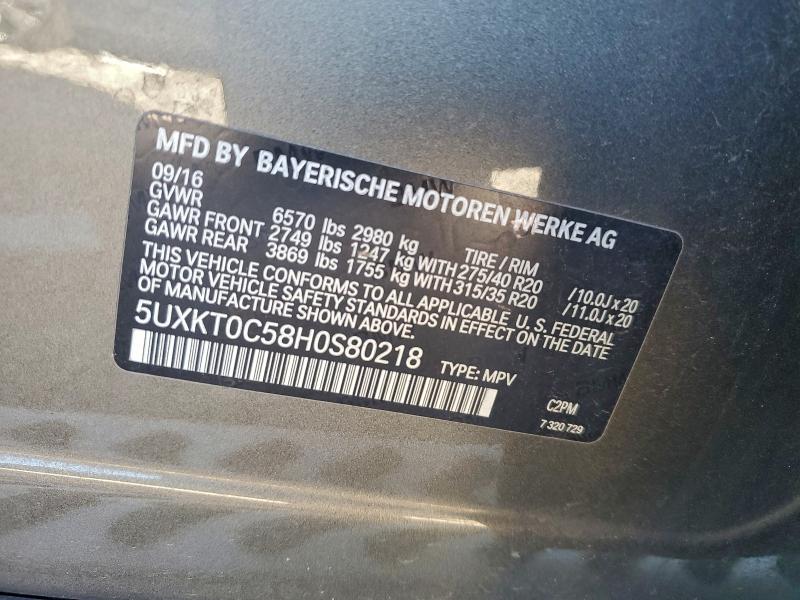 MFD BY BAYERISCHE MOTOREN WERKE AG
09/16
GVWR 6570 lbs 2980 kg TIRE / RIM
GAWR FRONT 2749 lbs 1247 kg WITH 275/40 R20 /10.0J x 20
GAWR REAR 3869 lbs 1755 kg WITH 315/35 R20 /11.0J x 20
THIS VEHICLE CONFORMS TO ALL APPLICABLE U.S. FEDERAL
MOTOR VEHICLE SAFETY STANDARDS IN EFFECT ON THE DATE
OF MANUFACTURE SHOWN ABOVE.
5UXKT0C58H0S80218 TYPE: MPV
C2PM
7 320 729